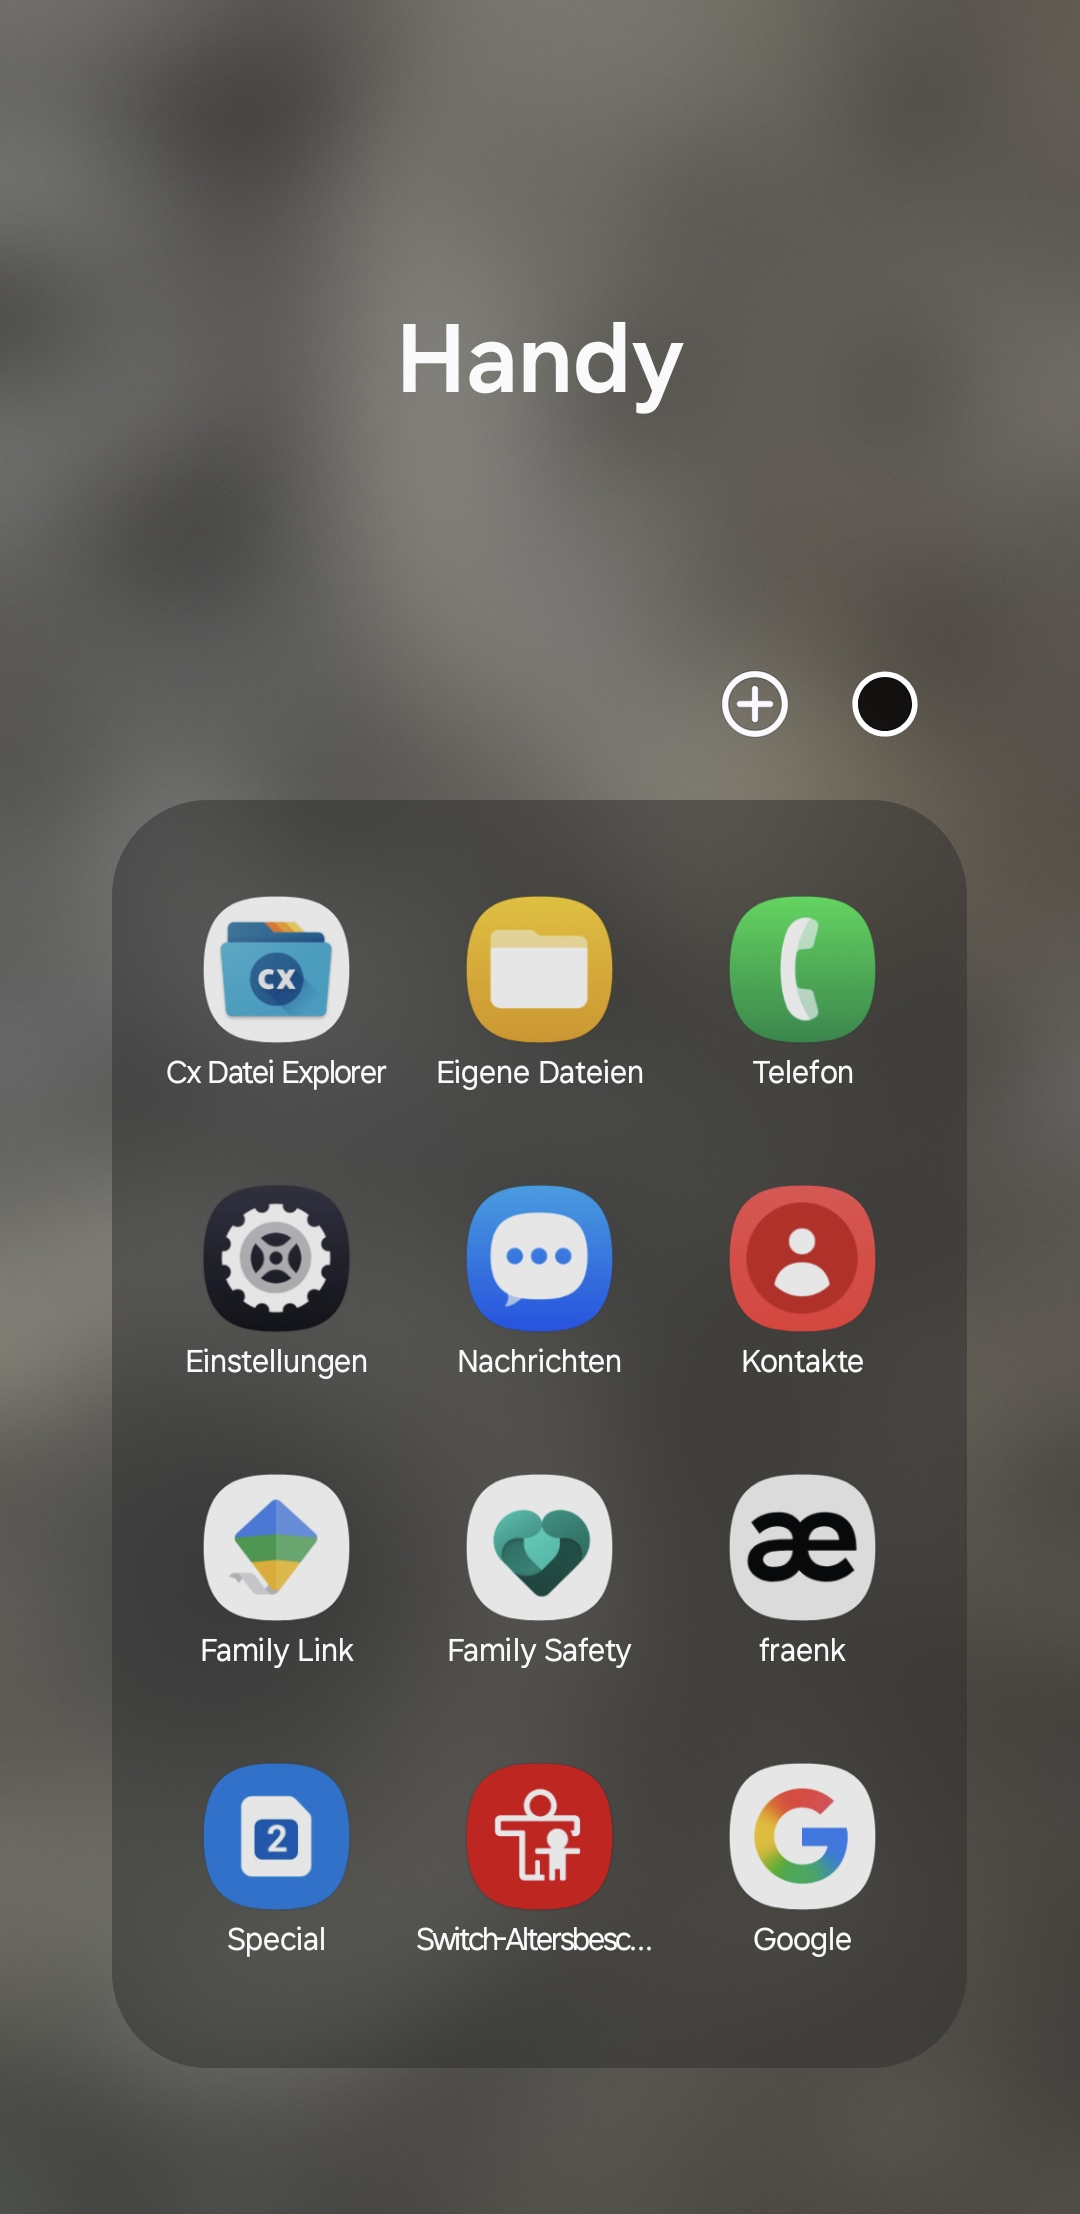 Handy
CX
Cx Datei Explorer
Eigene Dateien
Telefon
Einstellungen
Nachrichten
Kontakte
Family Link
Family Safety
æ
fraenk
2
Special
Switch-Altersbesc...
G
Google